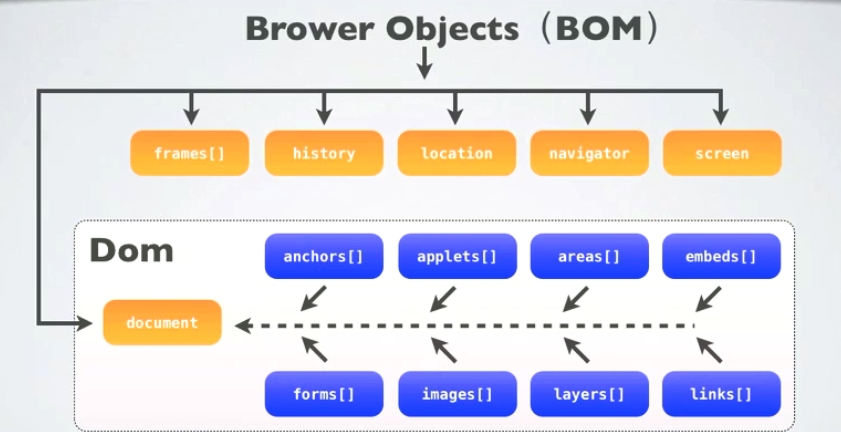 Brower Objects（BOM）
frames[] history location navigator screen
Dom
anchors[] applets[] areas[] embeds[]
document
forms[] images[] layers[] links[]